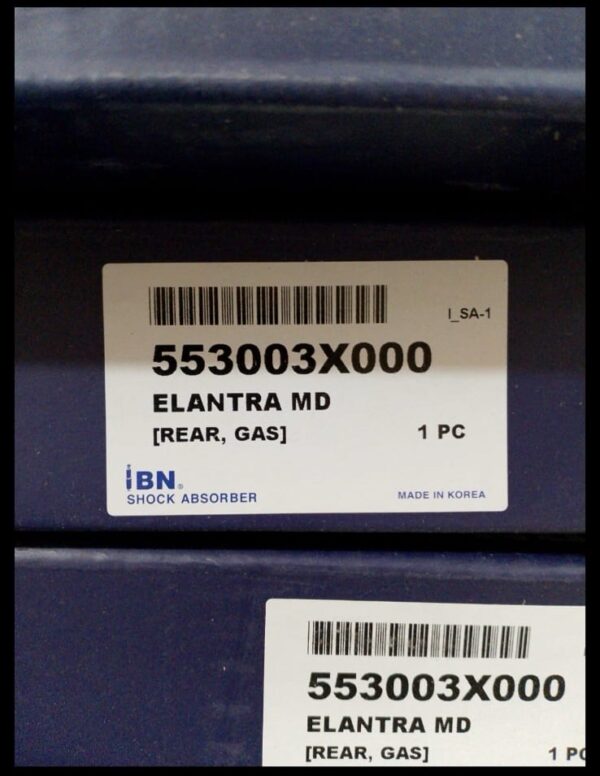 I_SA-1
553003X000
ELANTRA MD
[REAR, GAS] 1 PC
iBN®
SHOCK ABSORBER MADE IN KOREA
553003X000
ELANTRA MD
[REAR, GAS] 1 PC